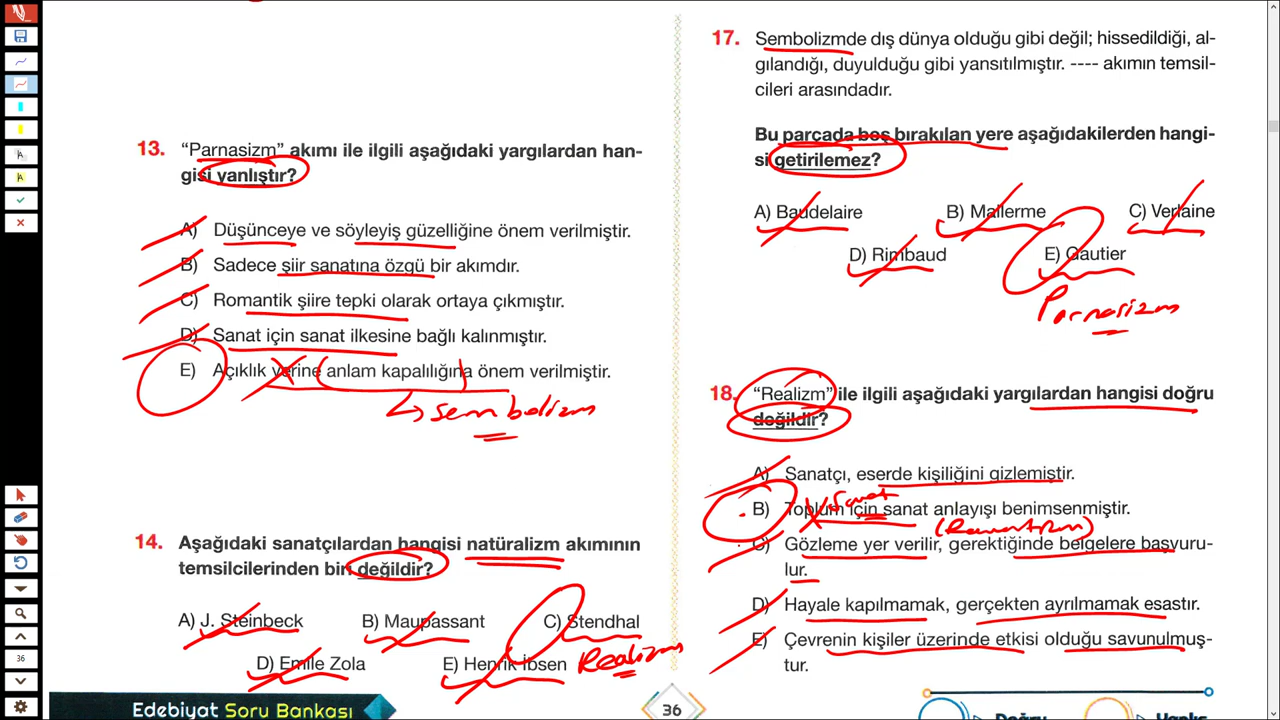 13. "Parnasizm" akımı ile ilgili aşağıdaki yargılardan han-
gisi yanlıştır?
A) Düşünceye ve söyleyiş güzelliğine önem verilmiştir.
B) Sadece şiir sanatına özgü bir akımdır.
C) Romantik şiire tepki olarak ortaya çıkmıştır.
D) Sanat için sanat ilkesine bağlı kalınmıştır.
E) Açıklık yerine anlam kapalılığına önem verilmiştir.
sembolizm
14. Aşağıdaki sanatçılardan hangisi natüralizm akımının
temsilcilerinden biri değildir?
A) J. Steinbeck B) Maupassant C) Stendhal
D) Emile Zola E) Henrik İbsen Realizm
17. Sembolizmde dış dünya olduğu gibi değil; hissedildiği, al-
gılandığı, duyulduğu gibi yansıtılmıştır. ---- akımın temsil-
cileri arasındadır.
Bu parçada boş bırakılan yere aşağıdakilerden hangi-
si getirilemez?
A) Baudelaire B) Mallerme C) Verlaine
D) Rimbaud E) Gautier
Parnasizm
18. "Realizm" ile ilgili aşağıdaki yargılardan hangisi doğru
değildir?
A) Sanatçı, eserde kişiliğini gizlemiştir.
Sanat
B) Toplum için sanat anlayışı benimsenmiştir.
(Romantizm)
C) Gözleme yer verilir, gerektiğinde belgelere başvuru-
lur.
D) Hayale kapılmamak, gerçekten ayrılmamak esastır.
E) Çevrenin kişiler üzerinde etkisi olduğu savunulmuş-
tur.
Edebiyat Soru Bankası
36
Doğru
Yanlış
36